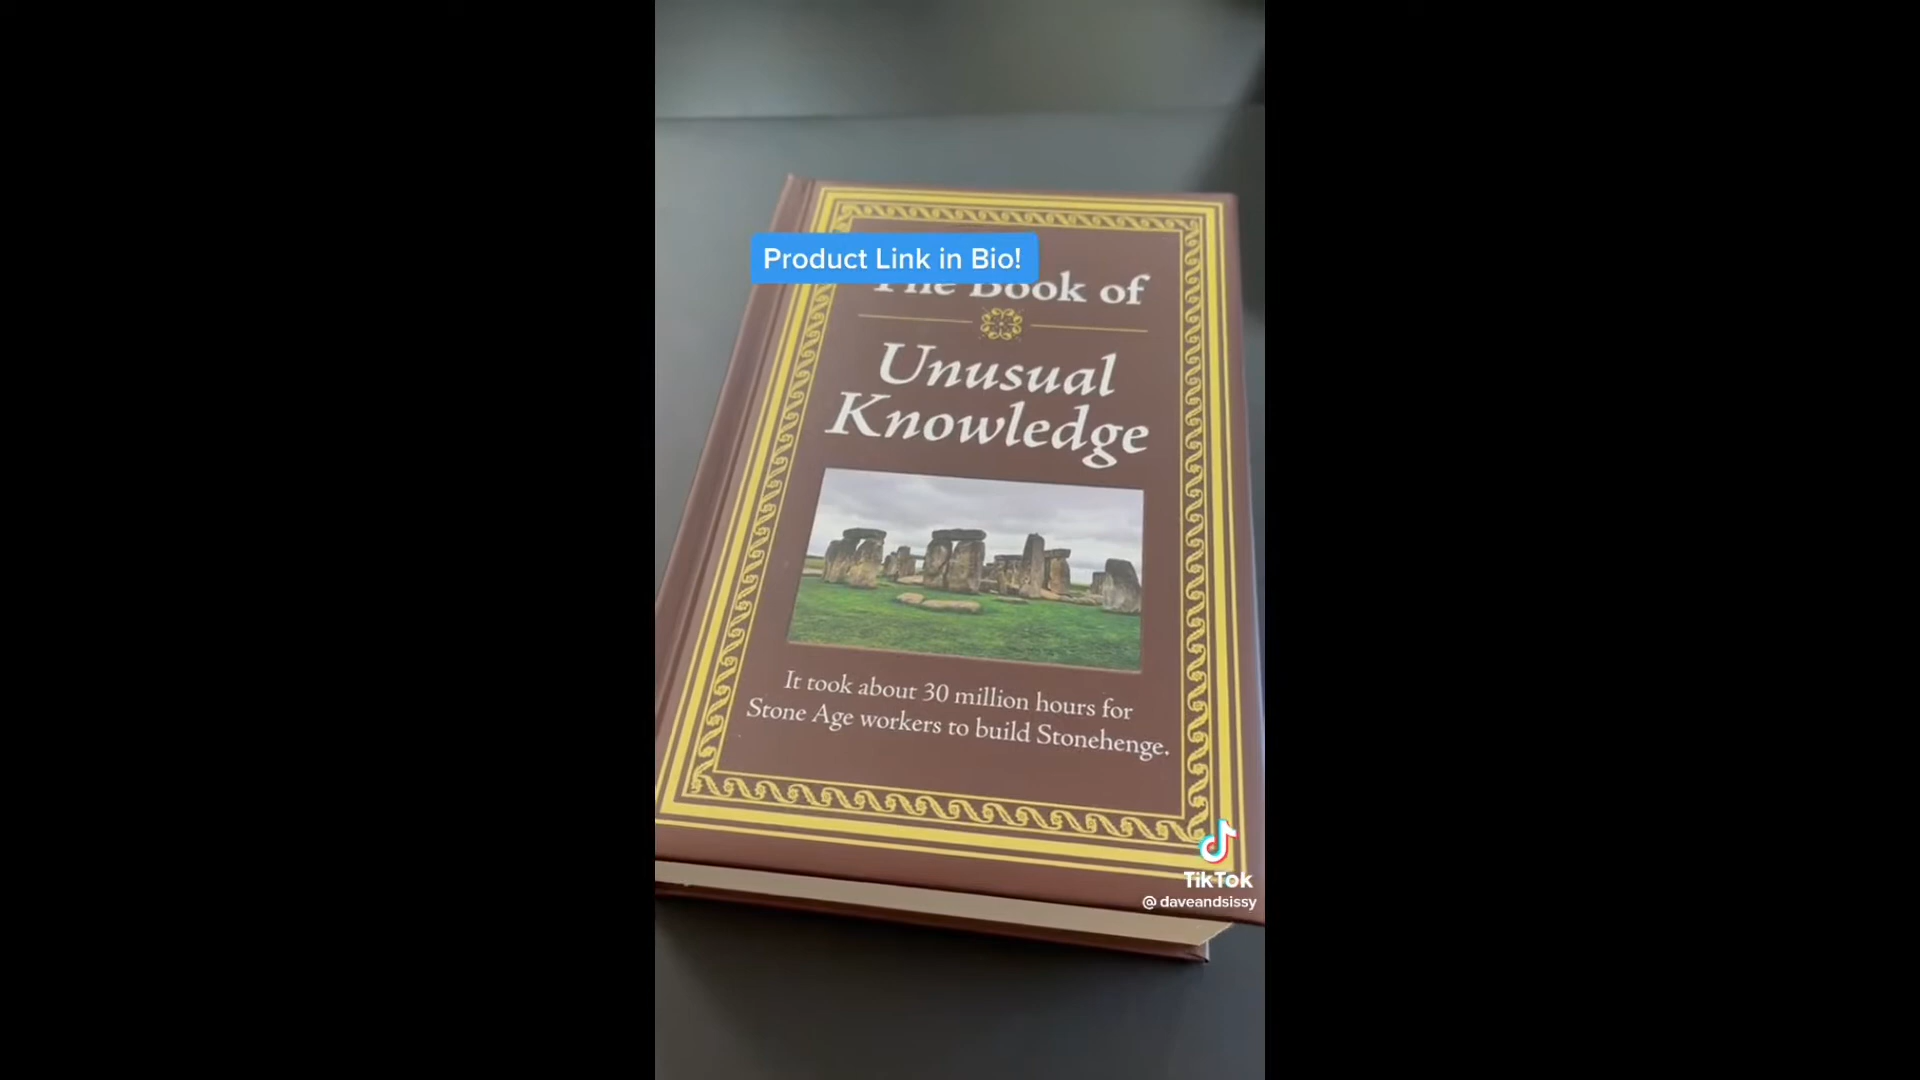 Product Link in Bio!
The Book of
Unusual
Knowledge
It took about 30 million hours for
Stone Age workers to build Stonehenge.
TikTok
@ daveandsissy